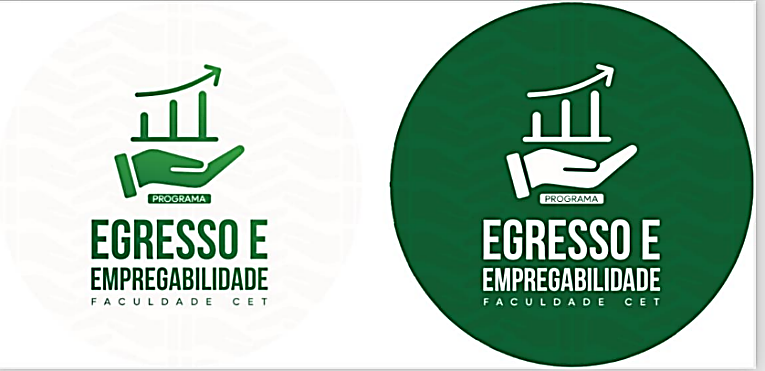 PROGRAMA
EGRESSO E
EMPREGABILIDADE
FACULDADE CET
PROGRAMA
EGRESSO E
EMPREGABILIDADE
FACULDADE CET